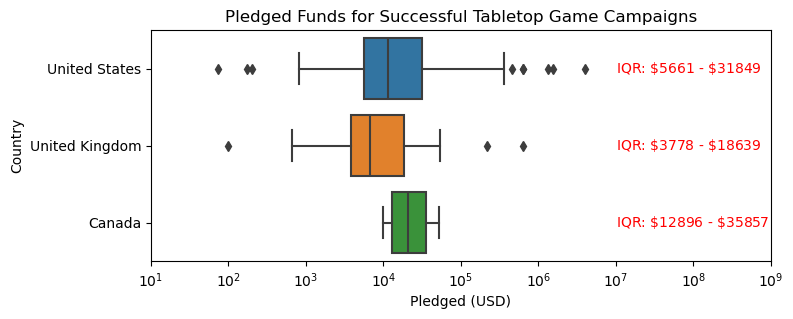 Pledged Funds for Successful Tabletop Game Campaigns
Country
United States
IQR: $5661 - $31849
United Kingdom
IQR: $3778 - $18639
Canada
IQR: $12896 - $35857
10¹ 10² 10³ 10⁴ 10⁵ 10⁶ 10⁷ 10⁸ 10⁹
Pledged (USD)